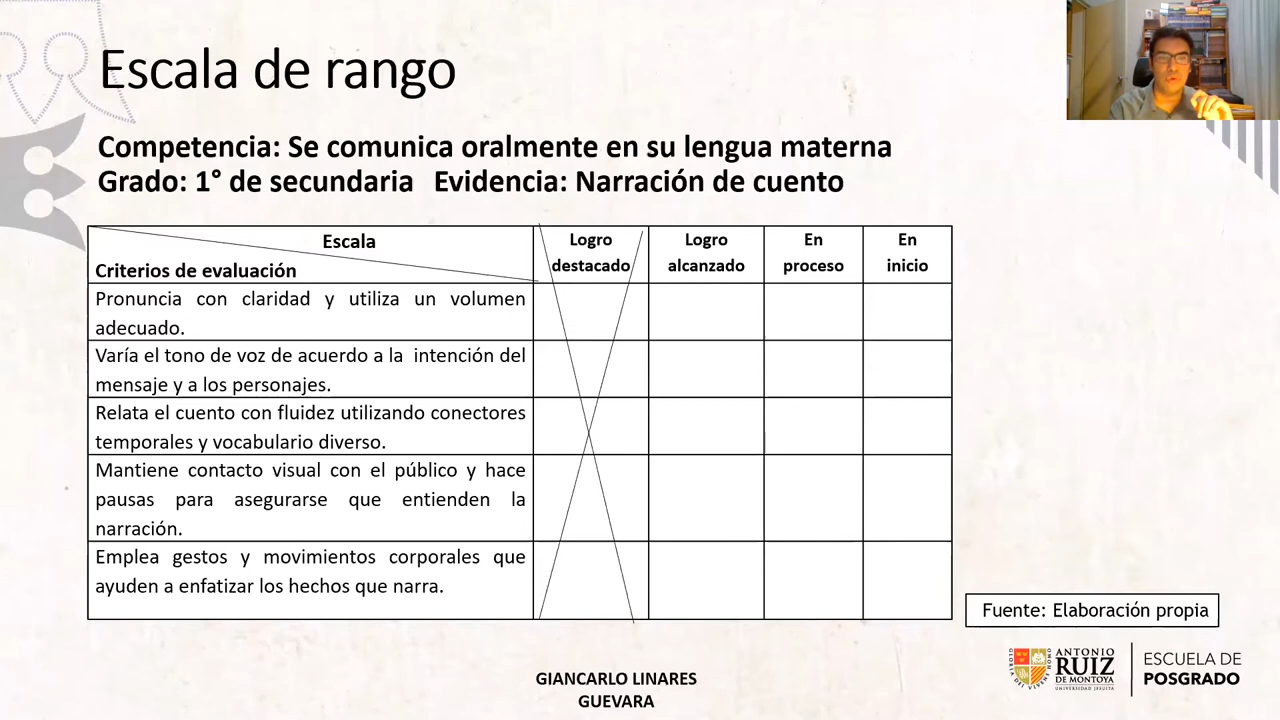 Escala de rango
Competencia: Se comunica oralmente en su lengua materna
Grado: 1° de secundaria Evidencia: Narración de cuento
Escala
Criterios de evaluación
Logro
destacado
Logro
alcanzado
En
proceso
En
inicio
Pronuncia con claridad y utiliza un volumen
adecuado.
Varía el tono de voz de acuerdo a la intención del
mensaje y a los personajes.
Relata el cuento con fluidez utilizando conectores
temporales y vocabulario diverso.
Mantiene contacto visual con el público y hace
pausas para asegurarse que entienden la
narración.
Emplea gestos y movimientos corporales que
ayuden a enfatizar los hechos que narra.
Fuente: Elaboración propia
GIANCARLO LINARES
GUEVARA
ANTONIO
RUIZ
DE MONTOYA
UNIVERSIDAD JESUITA
ESCUELA DE
POSGRADO